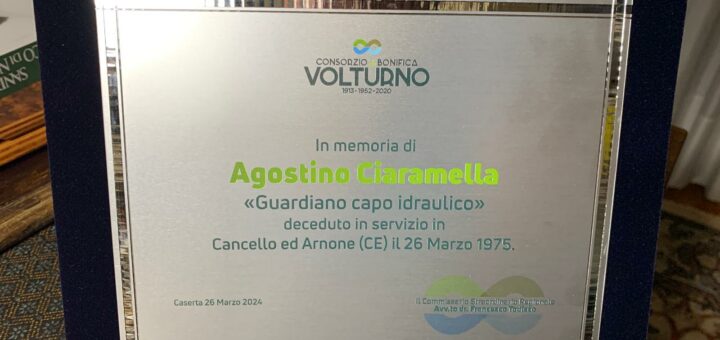 CONSORZIO BONIFICA
VOLTURNO
1913-1952-2020
In memoria di
Agostino Ciaramella
«Guardiano capo idraulico»
deceduto in servizio in
Cancello ed Arnone (CE) il 26 Marzo 1975.
Caserta 26 Marzo 2024
Il Commissario Straordinario Regionale
Avv.to dr. Francesco Todisco